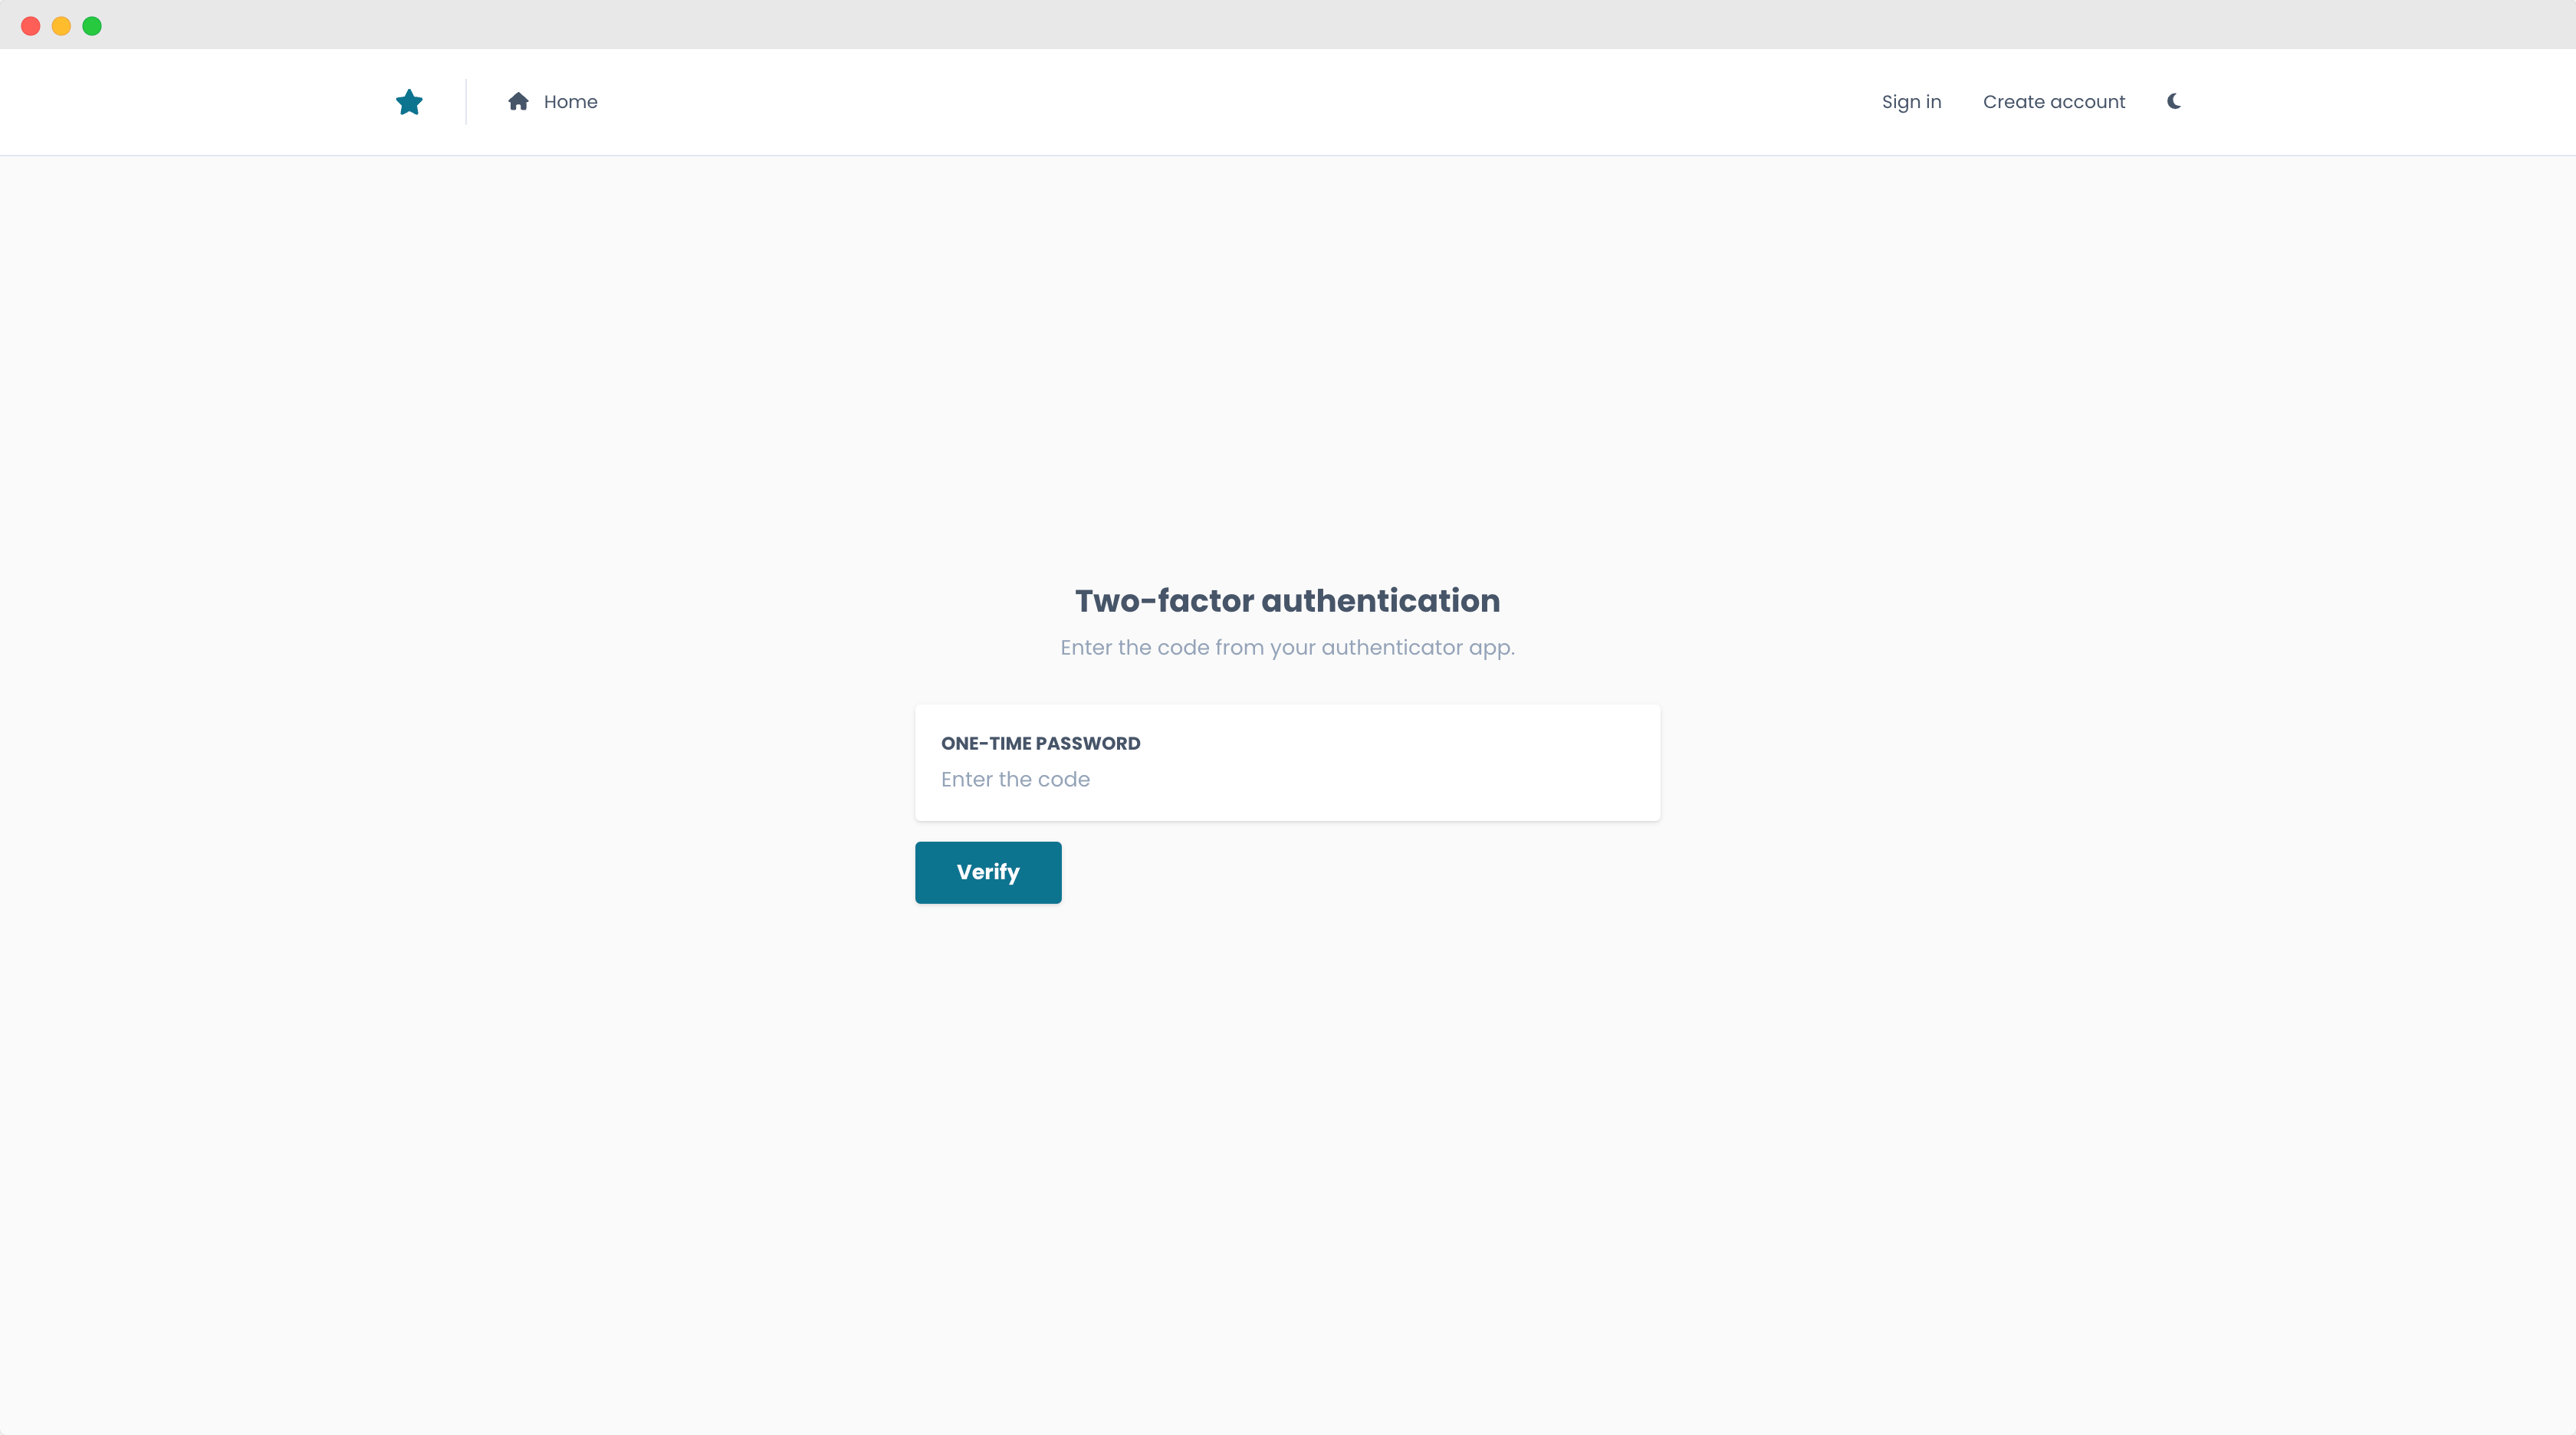 Home
Sign in
Create account
Two-factor authentication
Enter the code from your authenticator app.
ONE-TIME PASSWORD
Enter the code
Verify